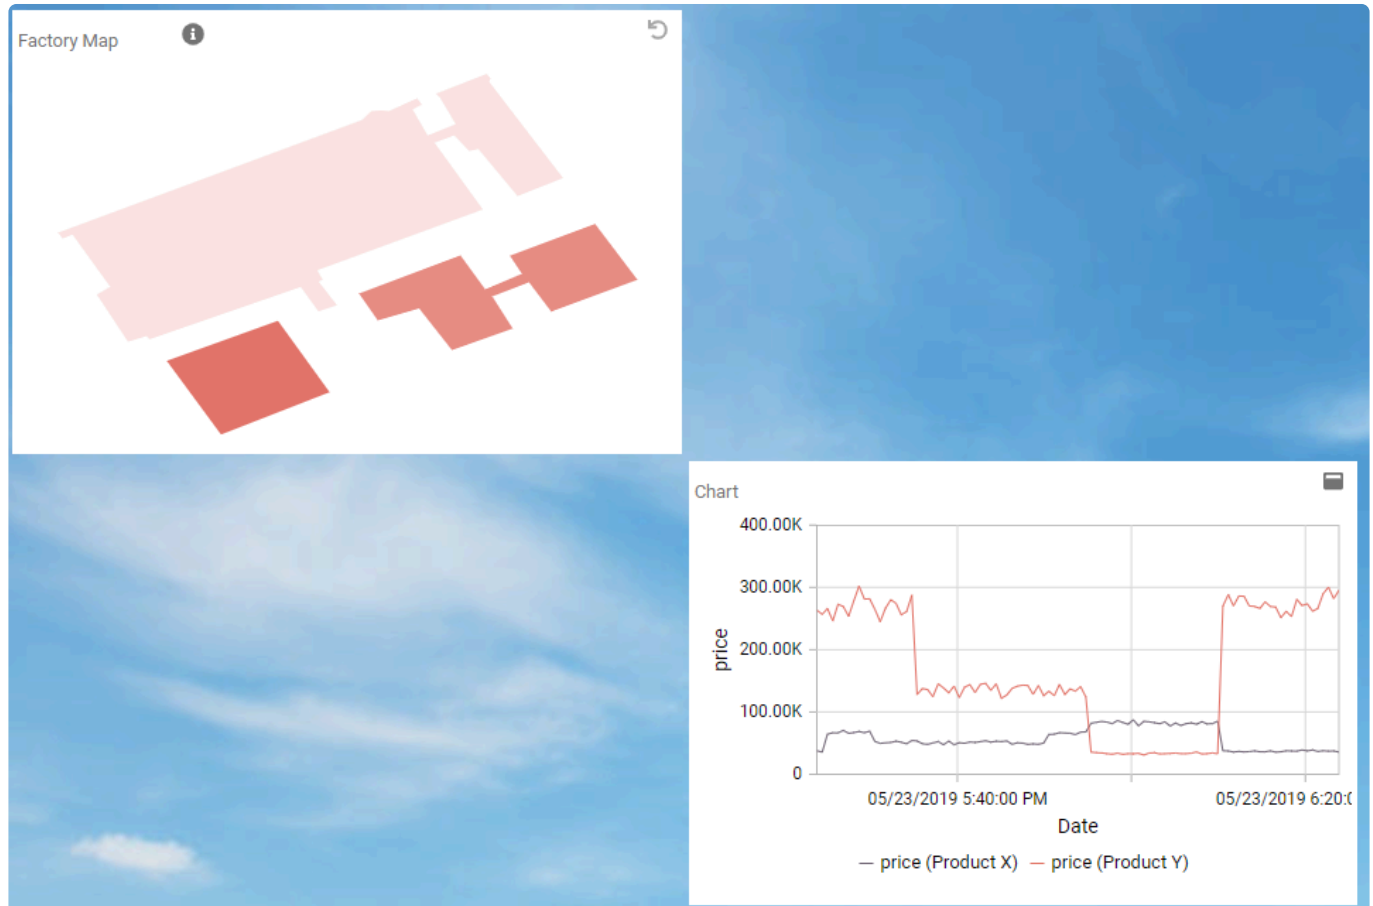 Factory Map
Chart
400.00K
300.00K
200.00K
100.00K
0
price
05/23/2019 5:40:00 PM
05/23/2019 6:20:0
Date
price (Product X)
price (Product Y)